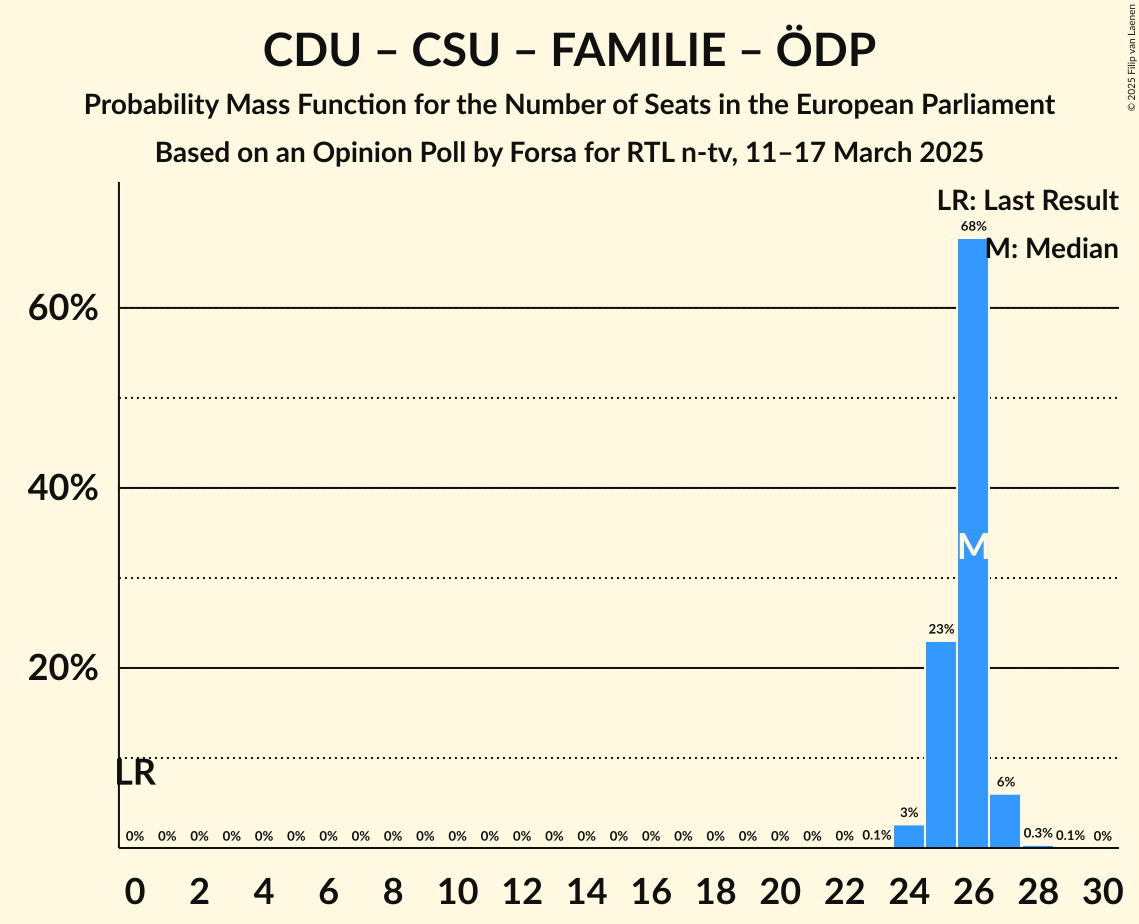 CDU – CSU – FAMILIE – ÖDP
Probability Mass Function for the Number of Seats in the European Parliament
Based on an Opinion Poll by Forsa for RTL n-tv, 11–17 March 2025
© 2025 Filip van Laenen
LR: Last Result
M: Median
68%
60%
40%
M
23%
20%
LR
6%
3%
0% 0% 0% 0% 0% 0% 0% 0% 0% 0% 0% 0% 0% 0% 0% 0% 0% 0% 0% 0% 0% 0% 0% 0.1% 0.3% 0.1% 0%
0 2 4 6 8 10 12 14 16 18 20 22 24 26 28 30